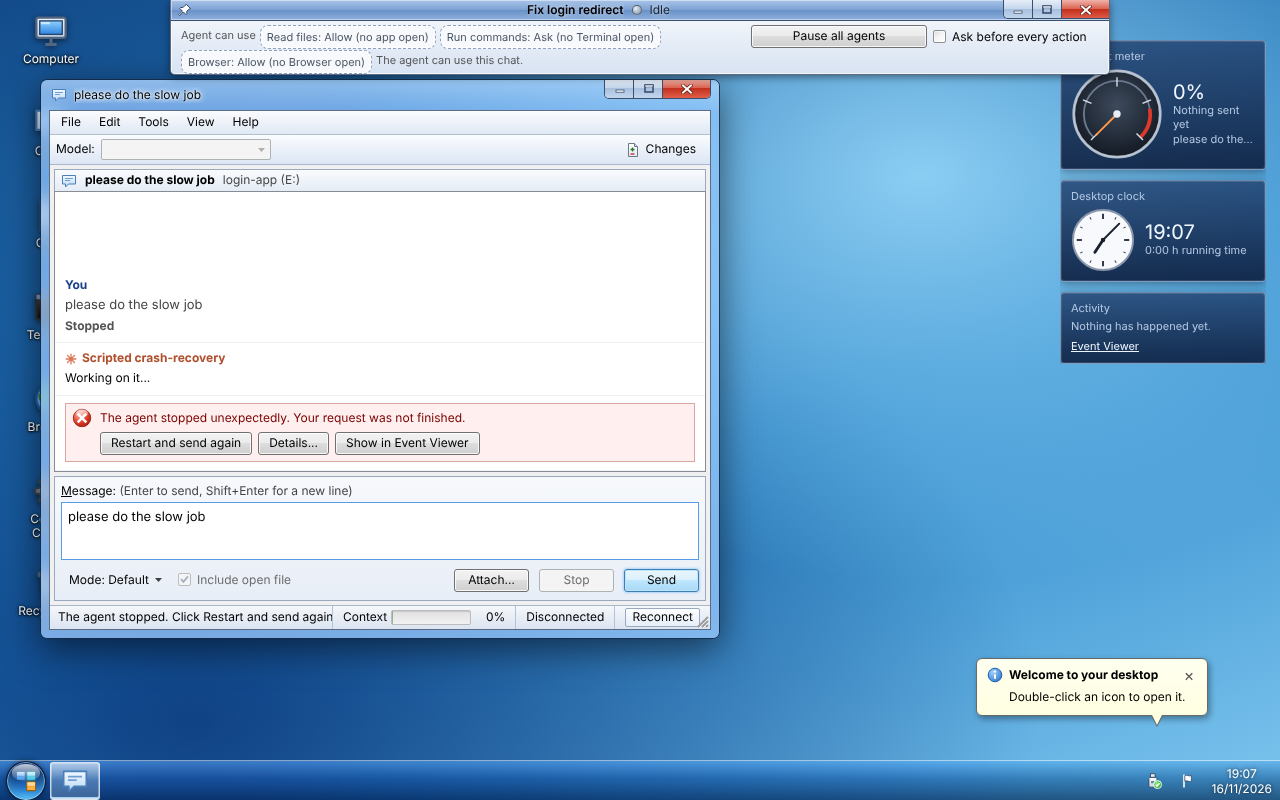 Fix login redirect Idle
Agent can use Read files: Allow (no app open) Run commands: Ask (no Terminal open)
Browser: Allow (no Browser open) The agent can use this chat.
Pause all agents Ask before every action
Computer
please do the slow job
File Edit Tools View Help
Model: Changes
please do the slow job login-app (E:)
You
please do the slow job
Stopped
Scripted crash-recovery
Working on it...
The agent stopped unexpectedly. Your request was not finished.
Restart and send again Details... Show in Event Viewer
Message: (Enter to send, Shift+Enter for a new line)
please do the slow job
Mode: Default Include open file Attach... Stop Send
The agent stopped. Click Restart and send again Context 0% Disconnected Reconnect
meter
0%
Nothing sent
yet
please do the...
Desktop clock
19:07
0:00 h running time
Activity
Nothing has happened yet.
Event Viewer
Welcome to your desktop
Double-click an icon to open it.
19:07
16/11/2026